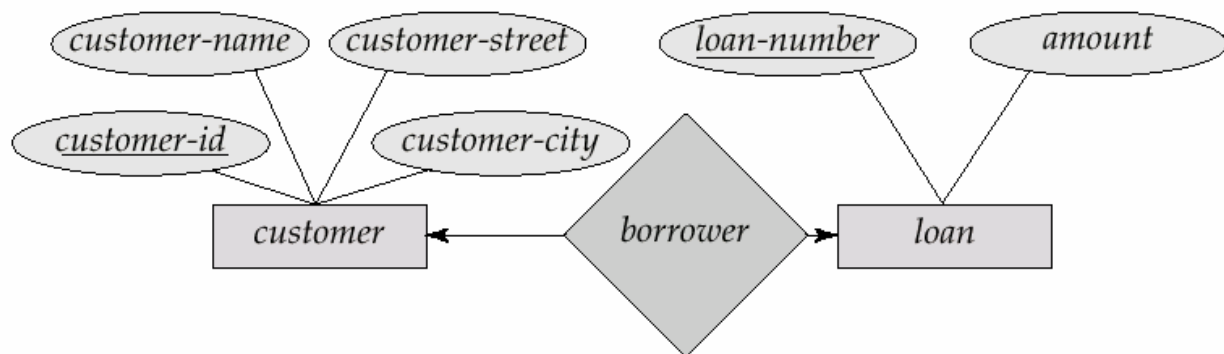 customer-name
customer-street
loan-number
amount
customer-id
customer-city
customer
borrower
loan